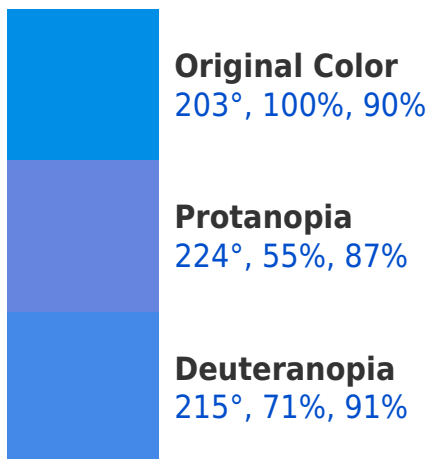 Original Color
203°, 100%, 90%
Protanopia
224°, 55%, 87%
Deuteranopia
215°, 71%, 91%